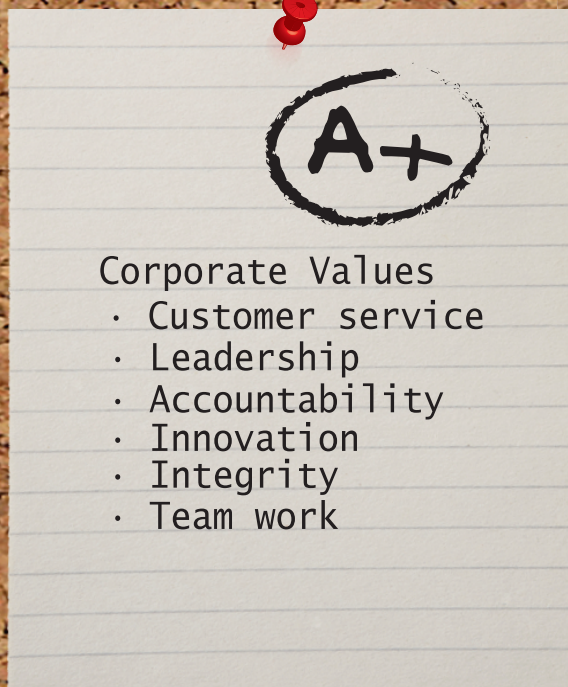 A+
Corporate Values
· Customer service
· Leadership
· Accountability
· Innovation
· Integrity
· Team work